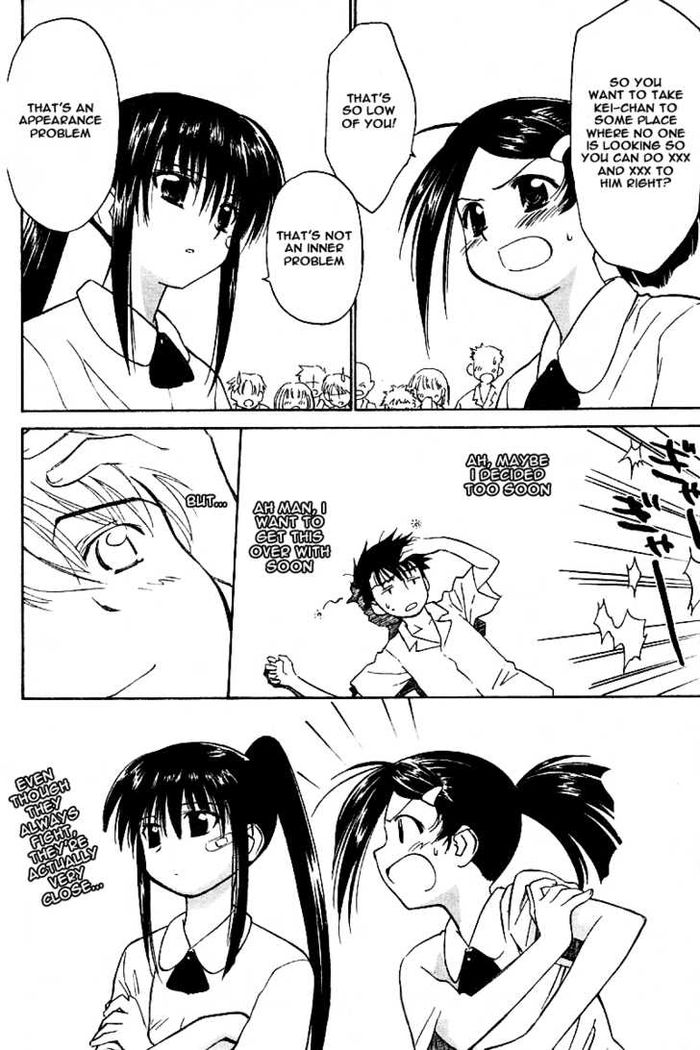 SO YOU
WANT TO TAKE
KEI-CHAN TO
SOME PLACE
WHERE NO ONE
IS LOOKING SO
YOU CAN DO XXX
AND XXX TO
HIM RIGHT?
THAT'S
SO LOW
OF YOU!
THAT'S NOT
AN INNER
PROBLEM
THAT'S AN
APPEARANCE
PROBLEM
AH, MAYBE
I DECIDED
TOO SOON
AH MAN, I
WANT TO
GET THIS
OVER WITH
SOON
BUT...
EVEN
THOUGH
THEY
ALWAYS
FIGHT,
THEY'RE
ACTUALLY
VERY
CLOSE...